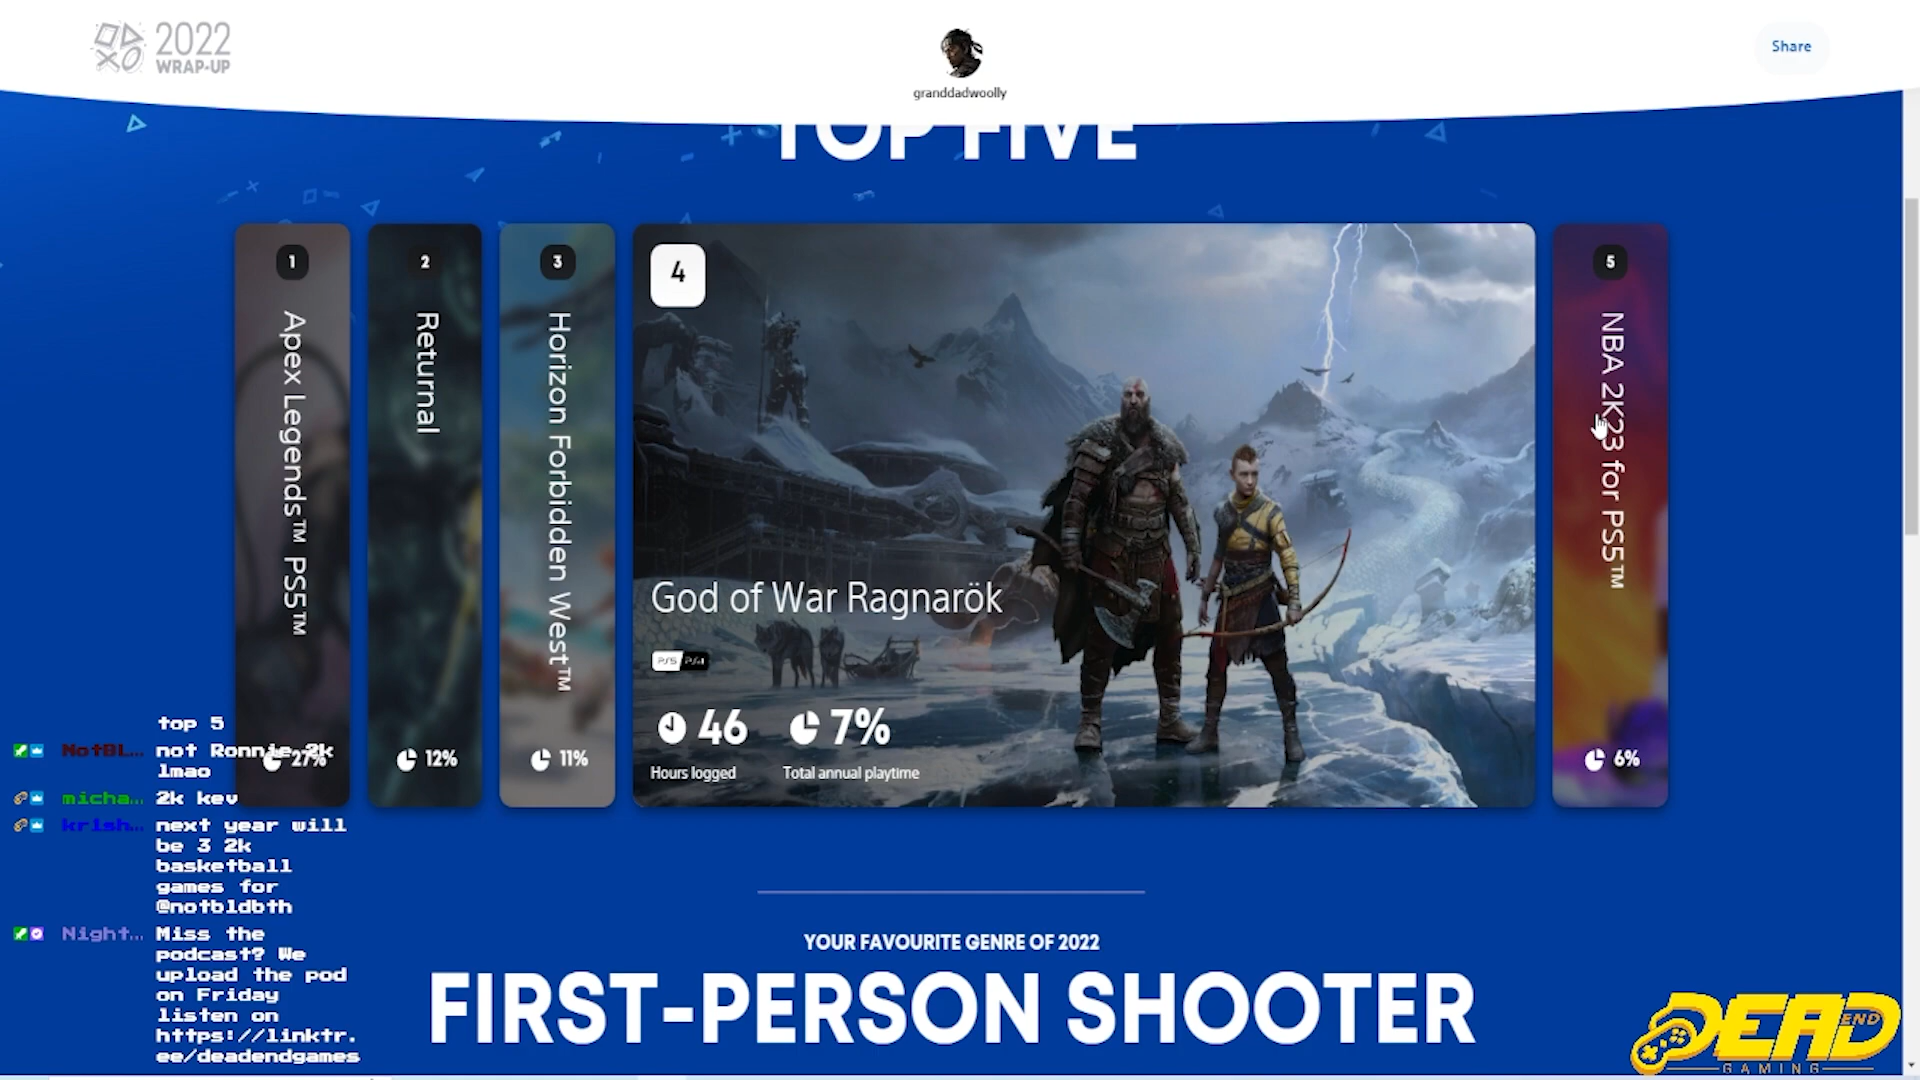 2022
WRAP-UP
granddadwoolly
Share
TOP FIVE
1
Apex Legends™ PS5™
27%
2
Returnal
12%
3
Horizon Forbidden West™
11%
4
God of War Ragnarök
PS5 PS4
46
Hours logged
7%
Total annual playtime
5
NBA 2K23 for PS5™
6%
top 5
NotBL... not Ronnie 2k
lmao
micha... 2k kev
krish... next year will
be 3 2k
basketball
games for
@notbldbth
Night... Miss the
podcast? We
upload the pod
on Friday
listen on
https://linktr.
ee/deadendgames
YOUR FAVOURITE GENRE OF 2022
FIRST-PERSON SHOOTER
DEAD
END
GAMING